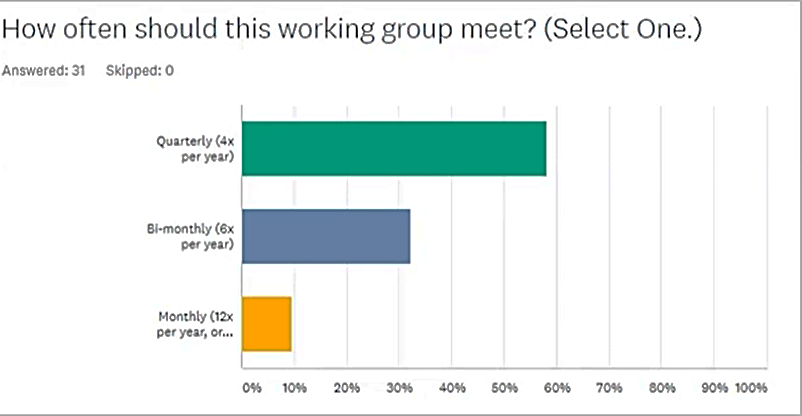 How often should this working group meet? (Select One.)
Answered: 31 Skipped: 0
Quarterly (4x
per year)
Bi-monthly (6x
per year)
Monthly (12x
per year, or...
0% 10% 20% 30% 40% 50% 60% 70% 80% 90% 100%